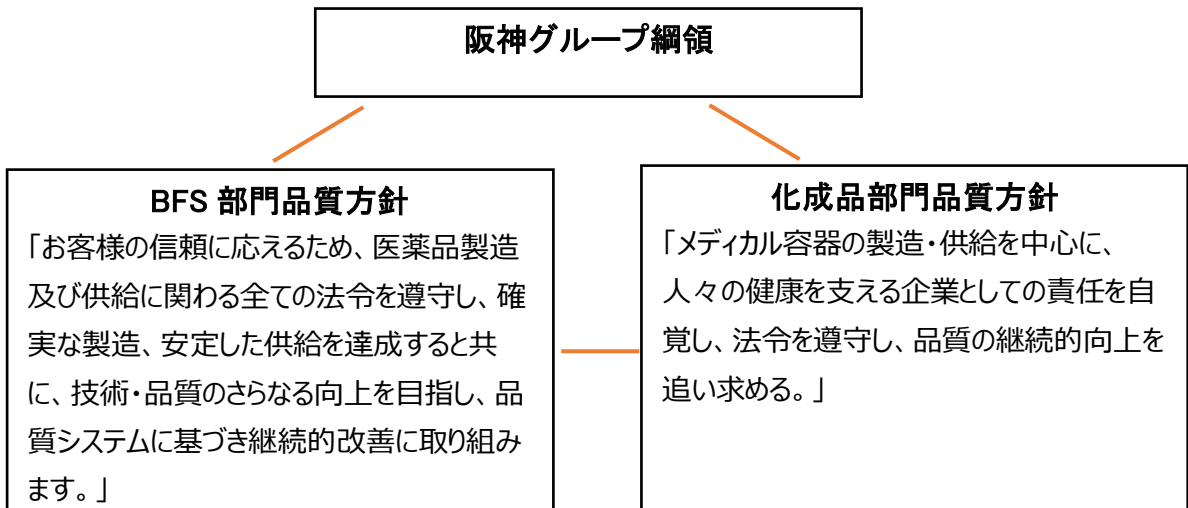 阪神グループ綱領
BFS 部門品質方針
「お客様の信頼に応えるため、医薬品製造
及び供給に関わる全ての法令を遵守し、確
実な製造、安定した供給を達成すると共
に、技術・品質のさらなる向上を目指し、品
質システムに基づき継続的改善に取り組み
ます。」
化成品部門品質方針
「メディカル容器の製造・供給を中心に、
人々の健康を支える企業としての責任を自
覚し、法令を遵守し、品質の継続的向上を
追い求める。」